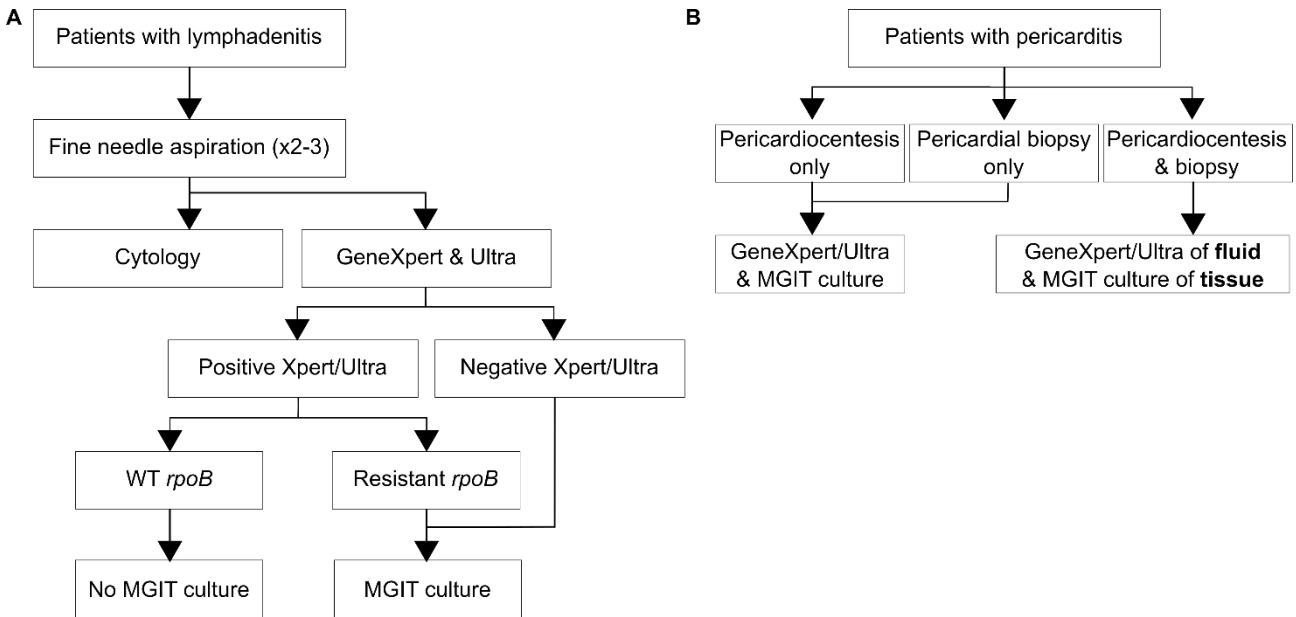 A
Patients with lymphadenitis
Fine needle aspiration (x2-3)
Cytology
GeneXpert & Ultra
Positive Xpert/Ultra
Negative Xpert/Ultra
WT rpoB
Resistant rpoB
No MGIT culture
MGIT culture
B
Patients with pericarditis
Pericardiocentesis
only
Pericardial biopsy
only
Pericardiocentesis
& biopsy
GeneXpert/Ultra
& MGIT culture
GeneXpert/Ultra of fluid
& MGIT culture of tissue